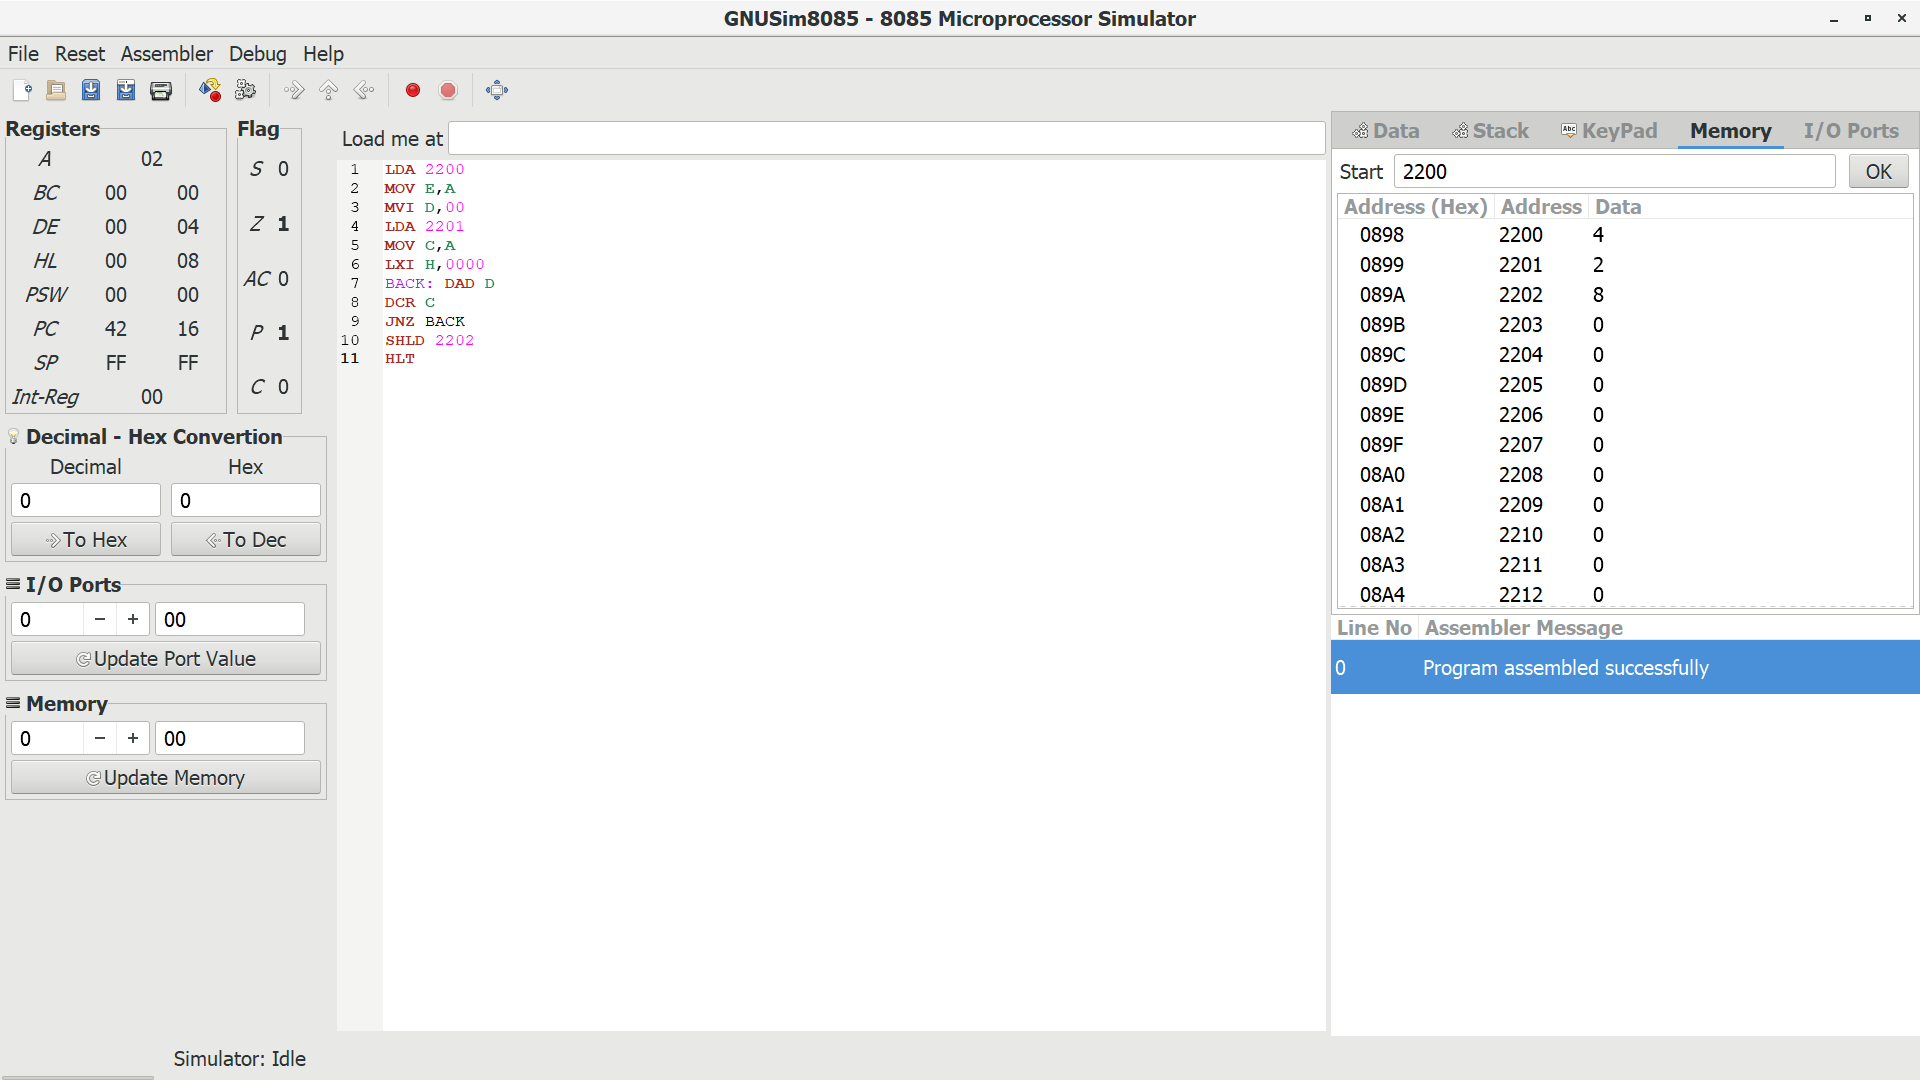 GNUSim8085 - 8085 Microprocessor Simulator
File Reset Assembler Debug Help
Registers
A 02
BC 00 00
DE 00 04
HL 00 08
PSW 00 00
PC 42 16
SP FF FF
Int-Reg 00
Flag
S 0
Z 1
AC 0
P 1
C 0
Decimal - Hex Convertion
Decimal Hex
0 0
To Hex To Dec
I/O Ports
0 − + 00
Update Port Value
Memory
0 − + 00
Update Memory
Load me at
1 LDA 2200
2 MOV E,A
3 MVI D,00
4 LDA 2201
5 MOV C,A
6 LXI H,0000
7 BACK: DAD D
8 DCR C
9 JNZ BACK
10 SHLD 2202
11 HLT
Data Stack Abc KeyPad Memory I/O Ports
Start 2200 OK
Address (Hex) Address Data
0898 2200 4
0899 2201 2
089A 2202 8
089B 2203 0
089C 2204 0
089D 2205 0
089E 2206 0
089F 2207 0
08A0 2208 0
08A1 2209 0
08A2 2210 0
08A3 2211 0
08A4 2212 0
Line No Assembler Message
0 Program assembled successfully
Simulator: Idle